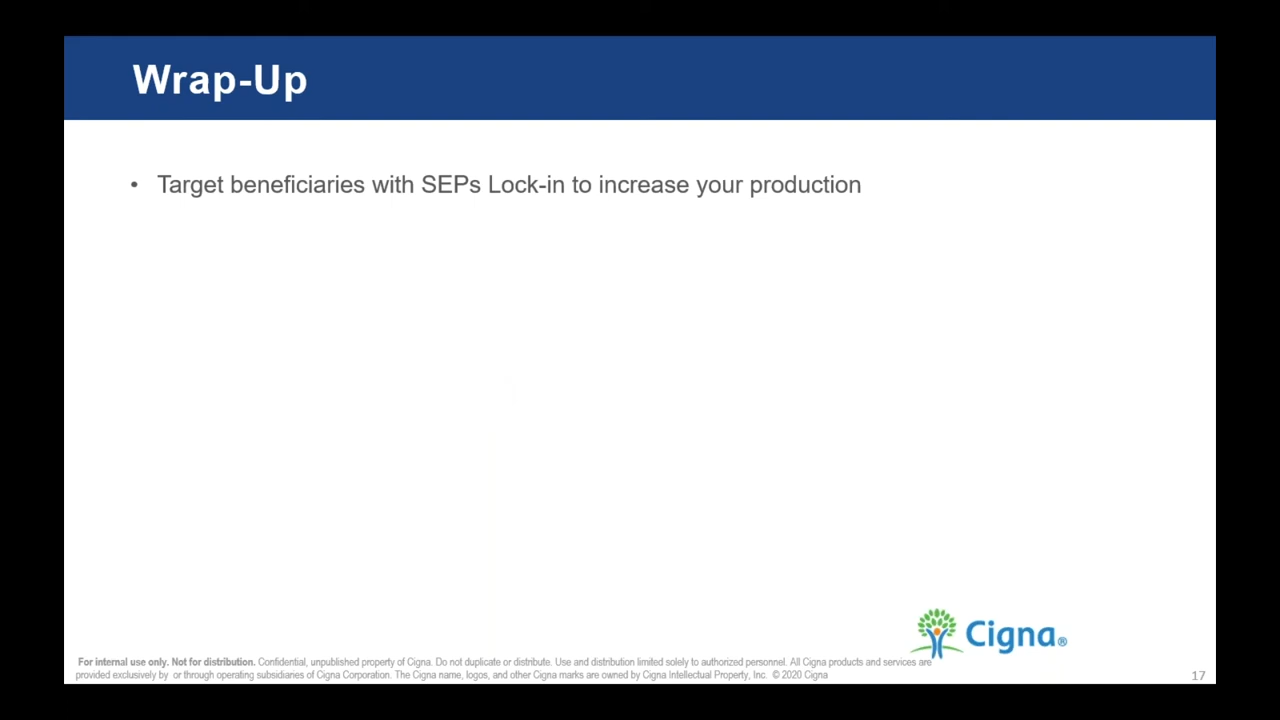 Wrap-Up
• Target beneficiaries with SEPs Lock-in to increase your production
Cigna®
For internal use only. Not for distribution. Confidential, unpublished property of Cigna. Do not duplicate or distribute. Use and distribution limited solely to authorized personnel. All Cigna products and services are
provided exclusively by or through operating subsidiaries of Cigna Corporation. The Cigna name, logos, and other Cigna marks are owned by Cigna Intellectual Property, Inc. © 2020 Cigna
17